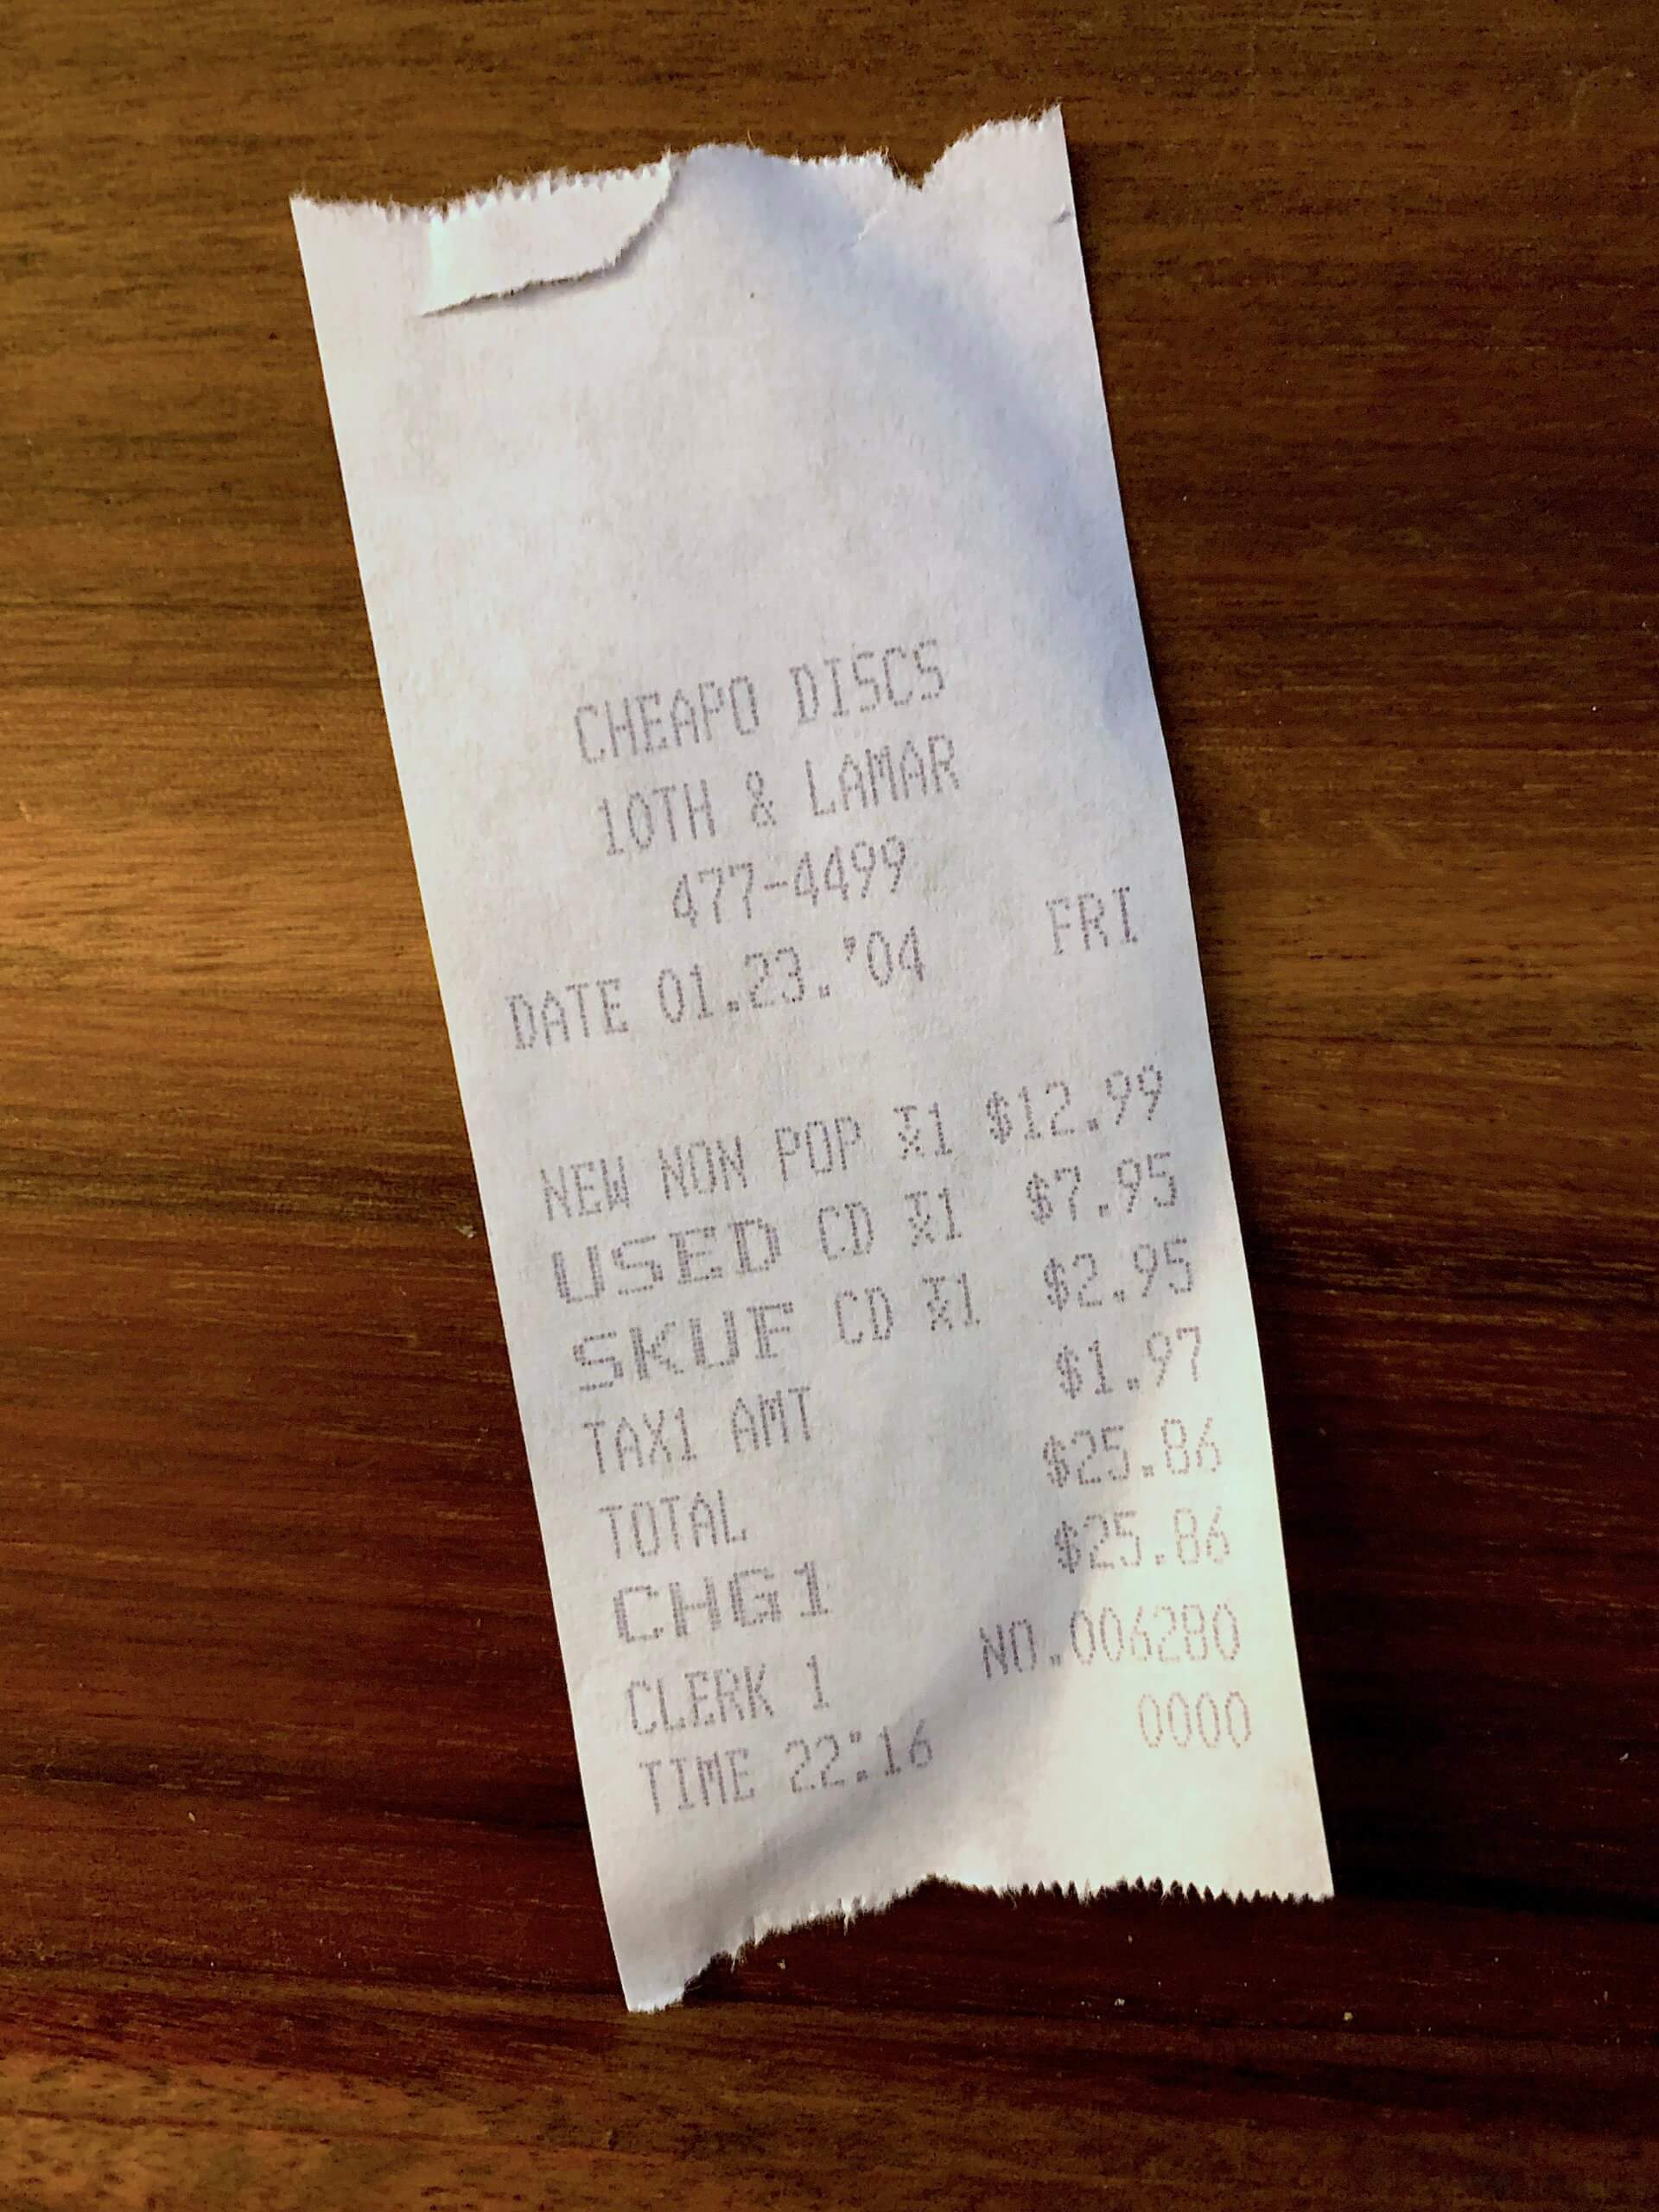 CHEAPO DISCS
10TH & LAMAR
477-4499
DATE 01.23.'04 FRI
NEW NON POP ⊼1 $12.99
USED CD ⊼1 $7.95
SKUF CD ⊼1 $2.95
TAX1 AMT $1.97
TOTAL $25.86
CHG1 $25.86
CLERK 1 NO.006280
TIME 22:16 0000